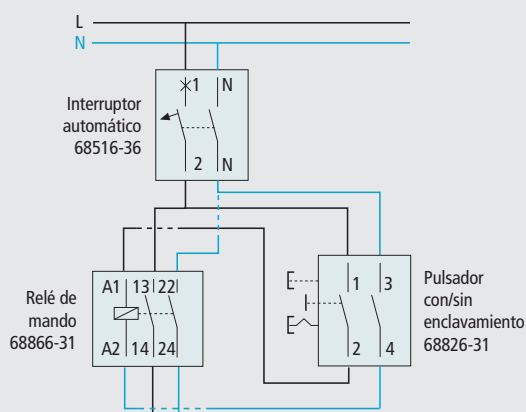 L
N
Interruptor
automático
68516-36
1 N
2 N
Relé de
mando
68866-31
A1 13 22
A2 14 24
1 3
2 4
Pulsador
con/sin
enclavamiento
68826-31